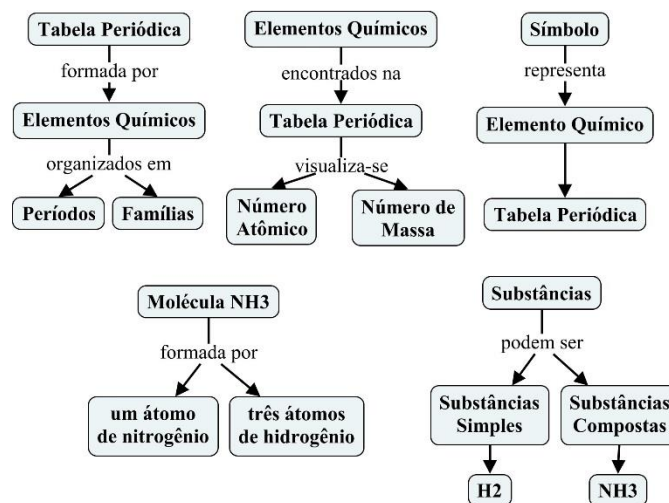 Tabela Periódica
formada por
Elementos Químicos
organizados em
Períodos
Famílias
Elementos Químicos
encontrados na
Tabela Periódica
visualiza-se
Número
Atômico
Número de
Massa
Símbolo
representa
Elemento Químico
Tabela Periódica
Molécula NH3
formada por
um átomo
de nitrogênio
três átomos
de hidrogênio
Substâncias
podem ser
Substâncias
Simples
Substâncias
Compostas
H2
NH3